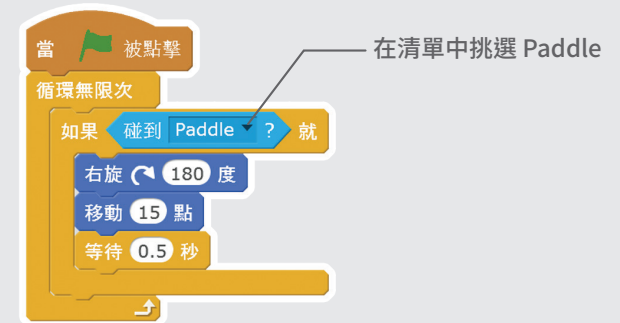 當 被點擊
在清單中挑選 Paddle
循環無限次
如果 碰到 Paddle ? 就
右旋 180 度
移動 15 點
等待 0.5 秒